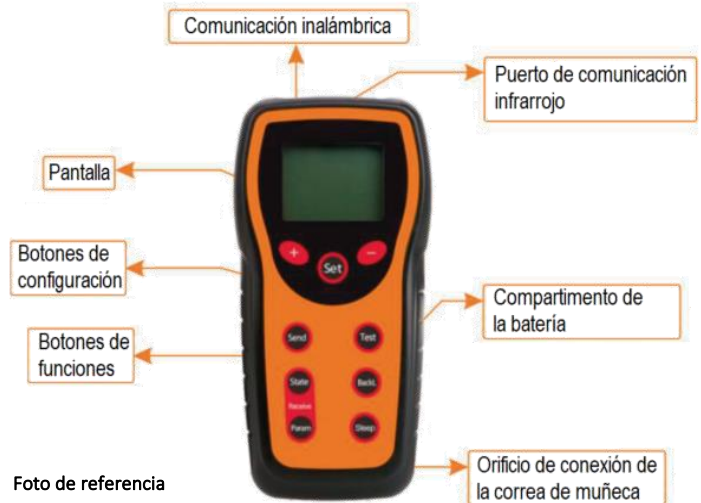 Comunicación inalámbrica
Puerto de comunicación
infrarrojo
Pantalla
+
-
Set
Botones de
configuración
Compartimento de
la batería
Send
Test
Botones de
funciones
State
BackL
Receive
Param
Sleep
Orificio de conexión de
la correa de muñeca
Foto de referencia